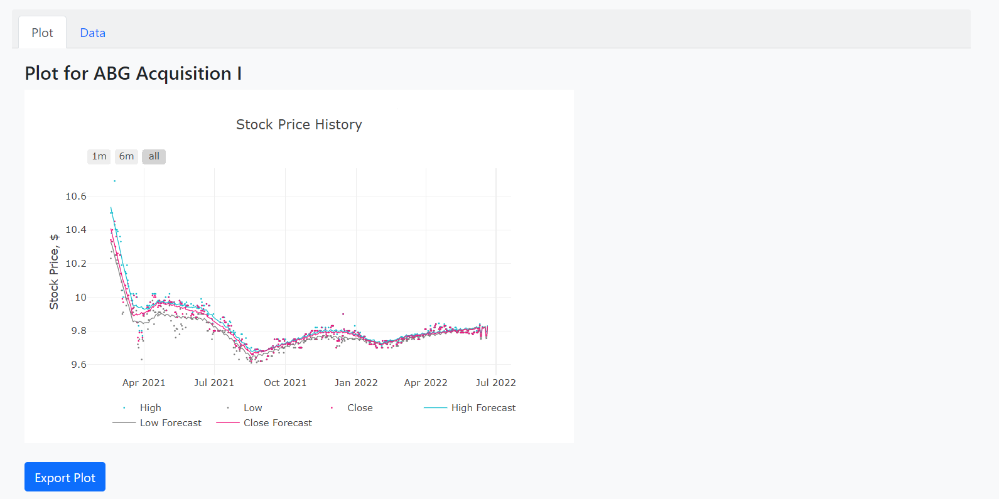 Plot Data
Plot for ABG Acquisition I
Stock Price History
1m 6m all
Stock Price, $
10.6
10.4
10.2
10
9.8
9.6
Apr 2021 Jul 2021 Oct 2021 Jan 2022 Apr 2022 Jul 2022
High Low Close High Forecast
Low Forecast Close Forecast
Export Plot